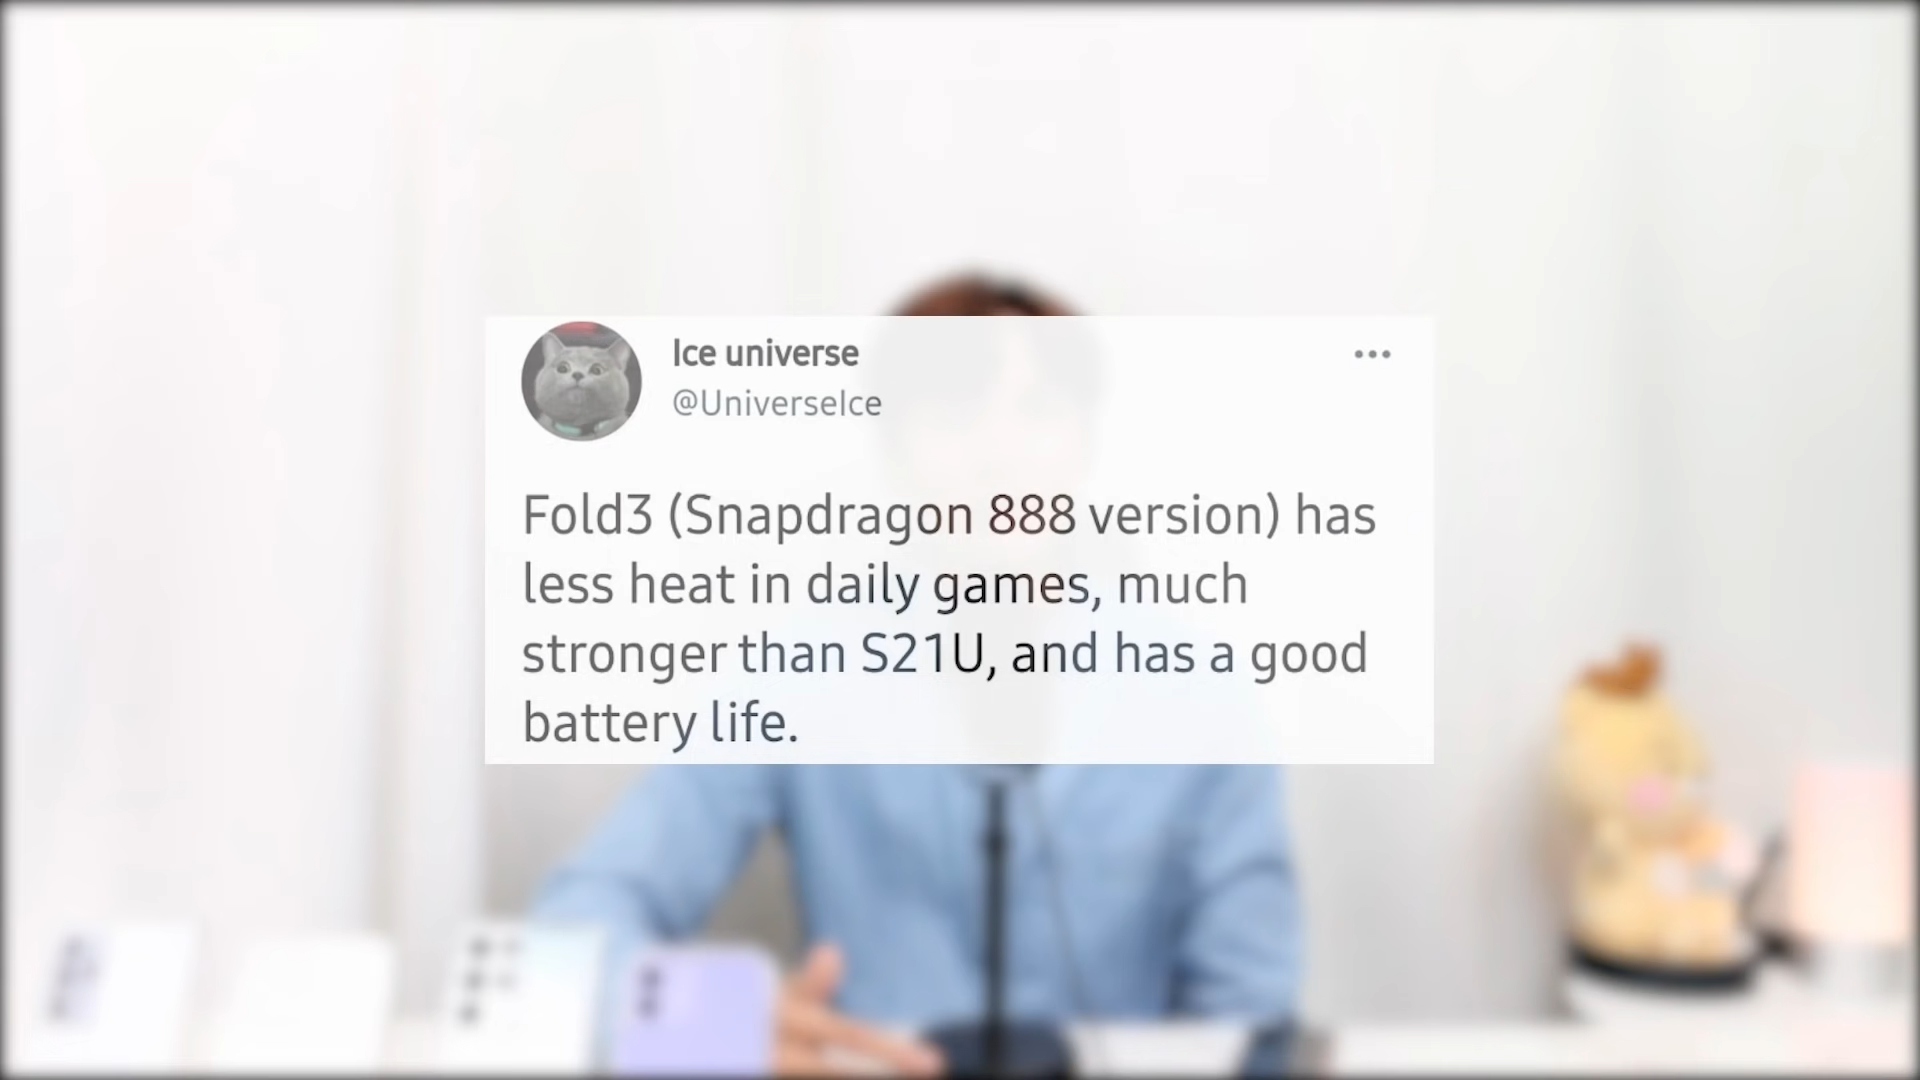 Ice universe
@UniverseIce
Fold3 (Snapdragon 888 version) has
less heat in daily games, much
stronger than S21U, and has a good
battery life.